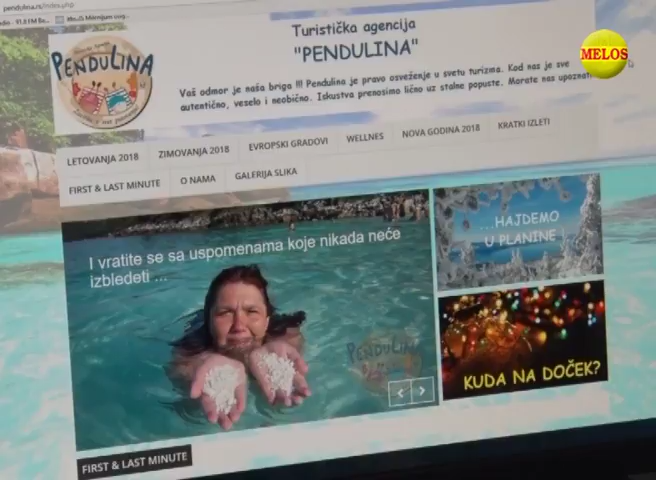 pendulina.rs/index.php
MELOS
PENDULINA
Turistička agencija
"PENDULINA"
Vaš odmor je naša briga !!! Pendulina je pravo osveženje u svetu turizma. Kod nas je sve
autentično, veselo i neobično. Iskustva prenosimo lično uz stalne popuste. Morate nas upoznati
LETOVANJA 2018 ZIMOVANJA 2018 EVROPSKI GRADOVI WELLNES NOVA GODINA 2018 KRATKI IZLETI
FIRST & LAST MINUTE O NAMA GALERIJA SLIKA
I vratite se sa uspomenama koje nikada neće
izbledeti ...
PENDULINA
...HAJDEMO
U PLANINE
KUDA NA DOČEK?
FIRST & LAST MINUTE